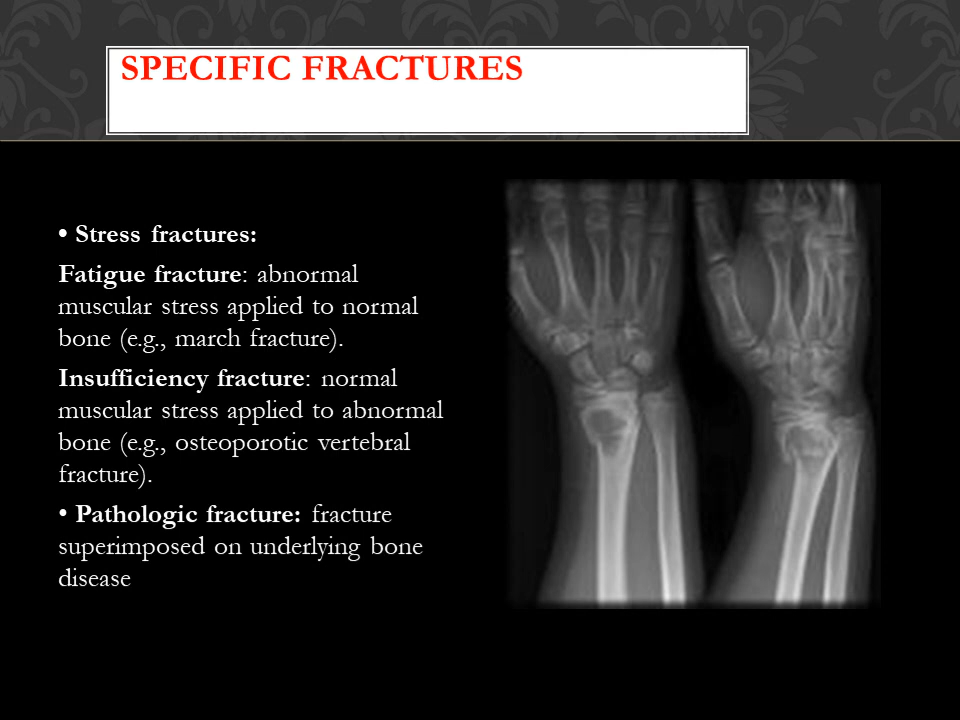 SPECIFIC FRACTURES
• Stress fractures:
Fatigue fracture: abnormal
muscular stress applied to normal
bone (e.g., march fracture).
Insufficiency fracture: normal
muscular stress applied to abnormal
bone (e.g., osteoporotic vertebral
fracture).
• Pathologic fracture: fracture
superimposed on underlying bone
disease